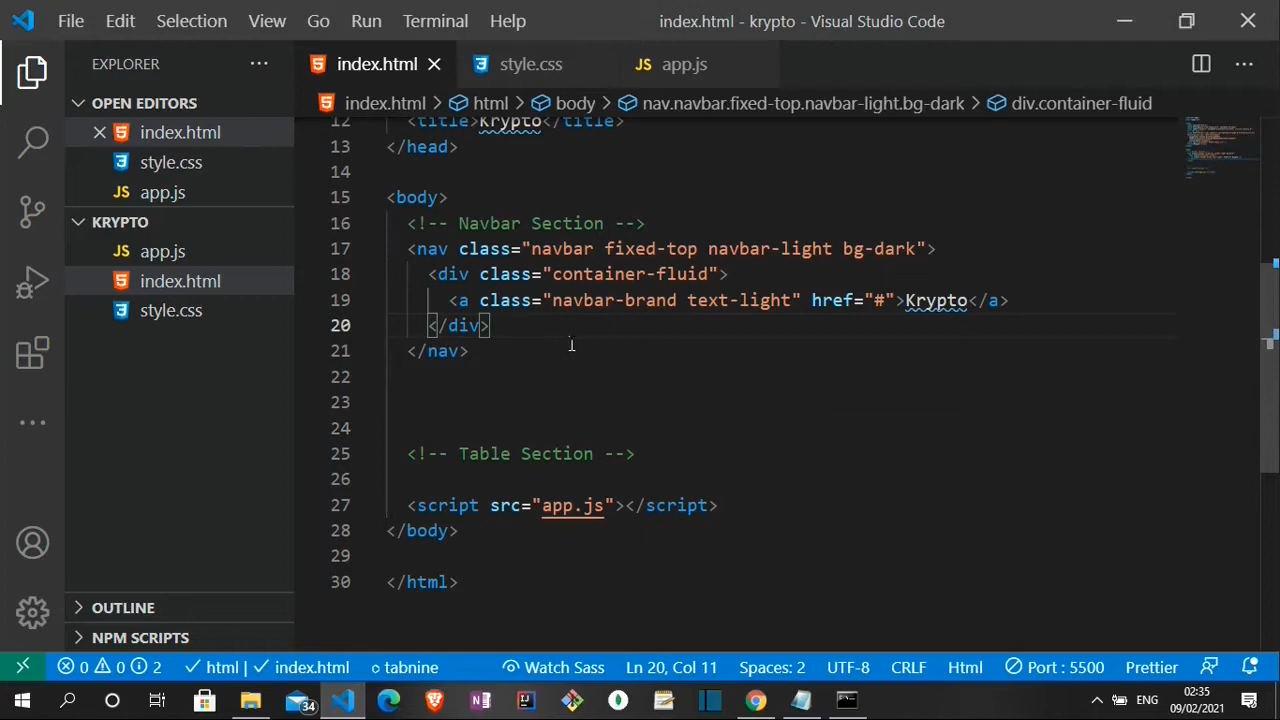 File Edit Selection View Go Run Terminal Help index.html - krypto - Visual Studio Code
EXPLORER
index.html
style.css
JS app.js
index.html > html > body > nav.navbar.fixed-top.navbar-light.bg-dark > div.container-fluid
OPEN EDITORS
index.html
style.css
JS app.js
KRYPTO
JS app.js
index.html
style.css
OUTLINE
NPM SCRIPTS
12 <title>Krypto</title>
13 </head>
14
15 <body>
16 <!-- Navbar Section -->
17 <nav class="navbar fixed-top navbar-light bg-dark">
18 <div class="container-fluid">
19 <a class="navbar-brand text-light" href="#">Krypto</a>
20 </div>
21 </nav>
22
23
24
25 <!-- Table Section -->
26
27 <script src="app.js"></script>
28 </body>
29
30 </html>
0 0 2 html | index.html tabnine Watch Sass Ln 20, Col 11 Spaces: 2 UTF-8 CRLF Html Port : 5500 Prettier
34
ENG
02:35
09/02/2021